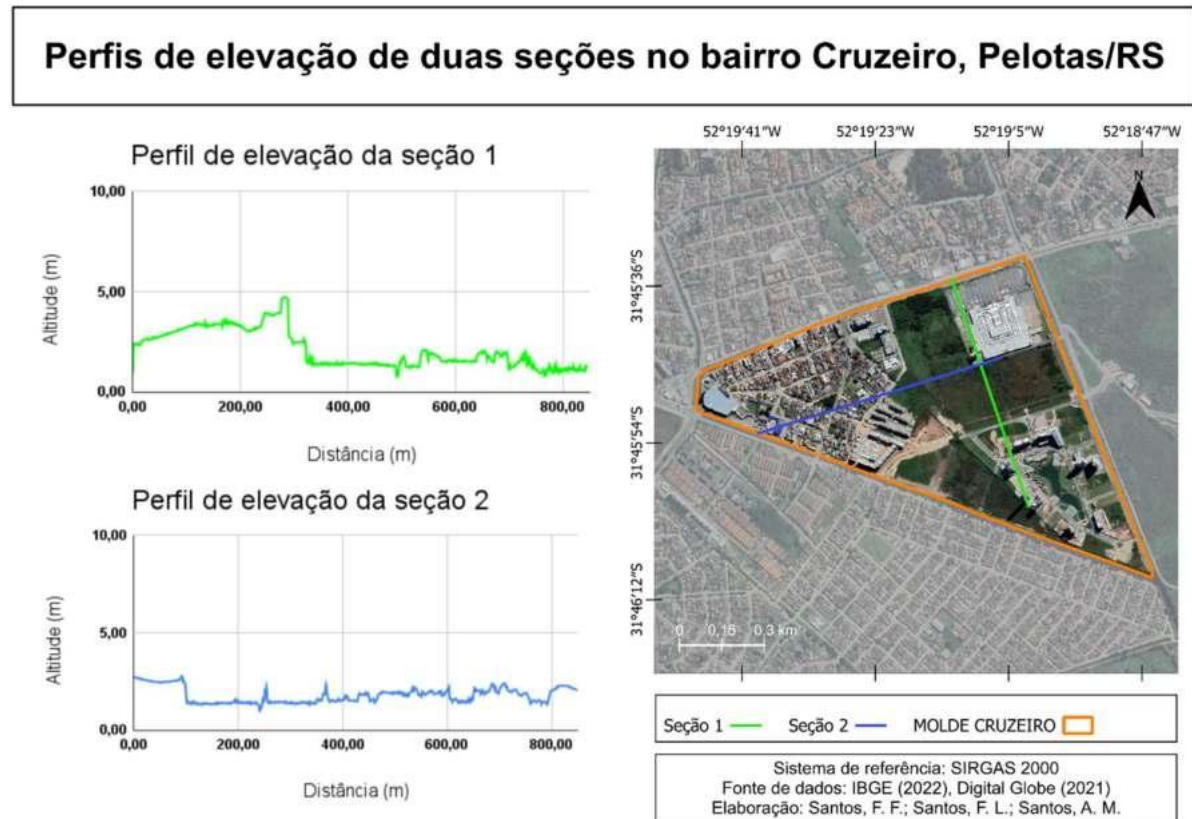 Perfis de elevação de duas seções no bairro Cruzeiro, Pelotas/RS
Perfil de elevação da seção 1
10,00
5,00
0,00
Altitude (m)
0,00 200,00 400,00 600,00 800,00
Distância (m)
Perfil de elevação da seção 2
10,00
5,00
0,00
Altitude (m)
0,00 200,00 400,00 600,00 800,00
Distância (m)
52°19′41″W 52°19′23″W 52°19′5″W 52°18′47″W
N
31°45′36″S
31°45′54″S
31°46′12″S
0 0,15 0.3 km
Seção 1 Seção 2 MOLDE CRUZEIRO
Sistema de referência: SIRGAS 2000
Fonte de dados: IBGE (2022), Digital Globe (2021)
Elaboração: Santos, F. F.; Santos, F. L.; Santos, A. M.